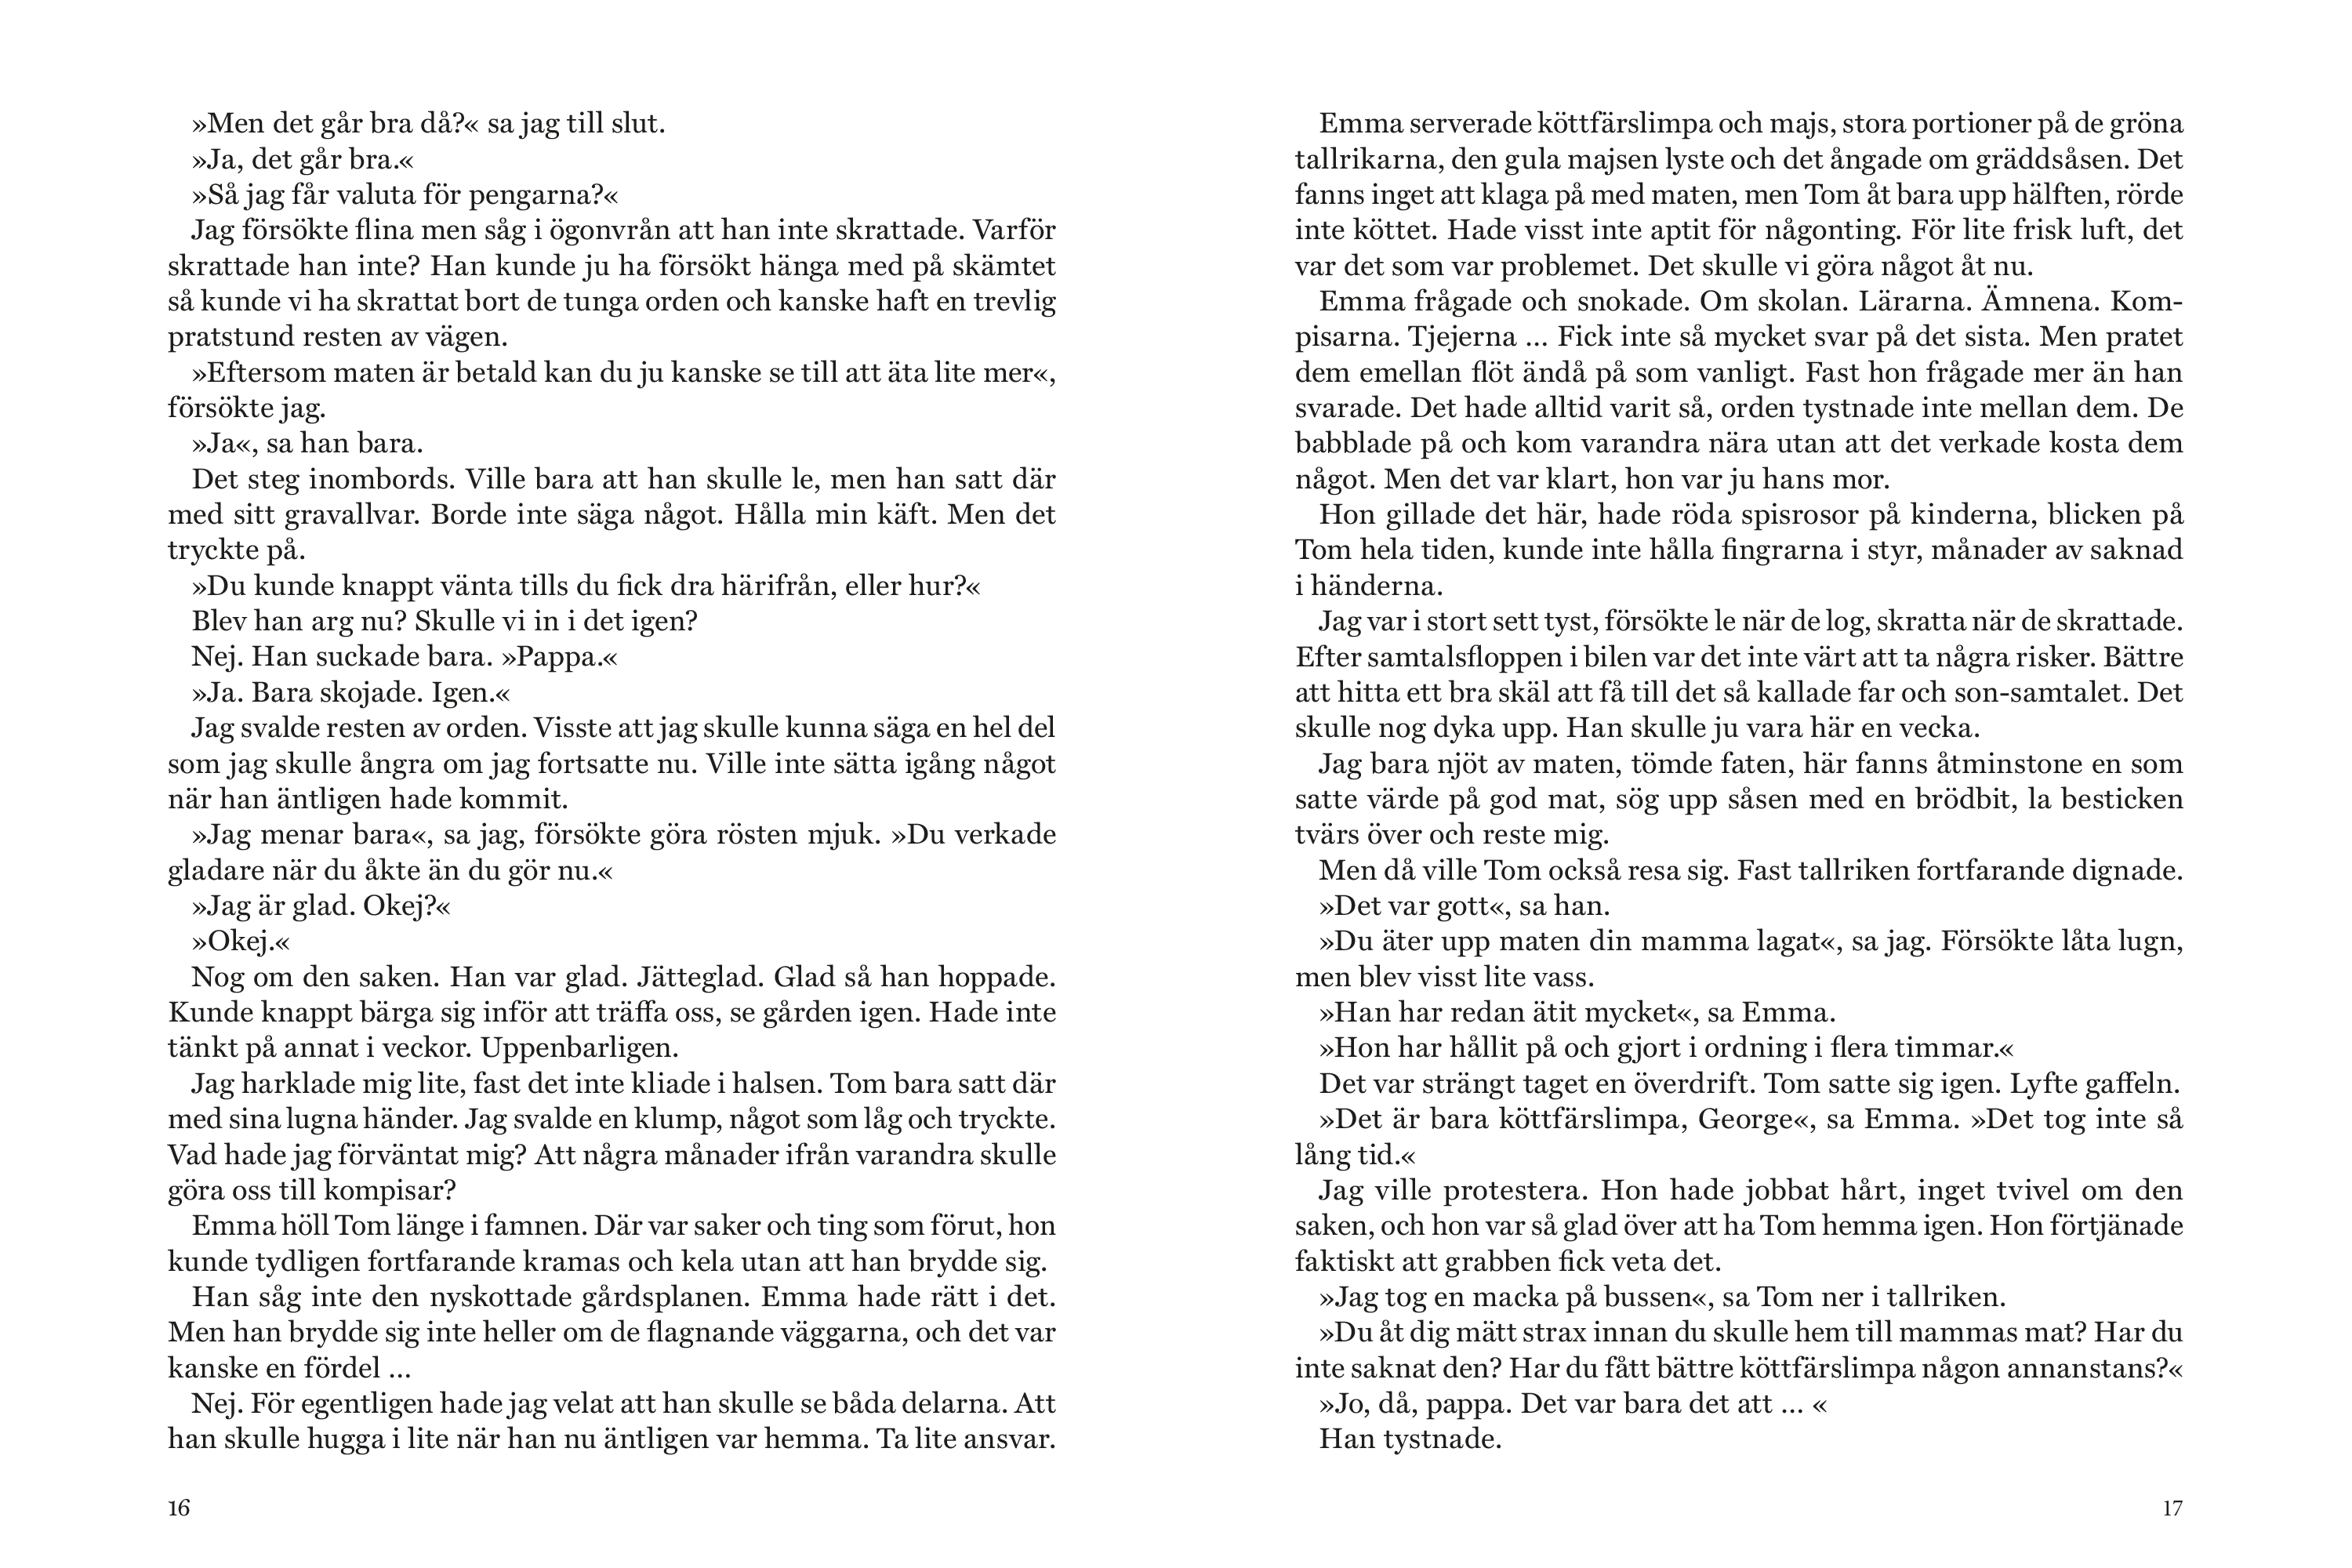 »Men det går bra då?« sa jag till slut.
»Ja, det går bra.«
»Så jag får valuta för pengarna?«
Jag försökte flina men såg i ögonvrån att han inte skrattade. Varför
skrattade han inte? Han kunde ju ha försökt hänga med på skämtet
så kunde vi ha skrattat bort de tunga orden och kanske haft en trevlig
pratstund resten av vägen.
»Eftersom maten är betald kan du ju kanske se till att äta lite mer«,
försökte jag.
»Ja«, sa han bara.
Det steg inombords. Ville bara att han skulle le, men han satt där
med sitt gravallvar. Borde inte säga något. Hålla min käft. Men det
tryckte på.
»Du kunde knappt vänta tills du fick dra härifrån, eller hur?«
Blev han arg nu? Skulle vi in i det igen?
Nej. Han suckade bara. »Pappa.«
»Ja. Bara skojade. Igen.«
Jag svalde resten av orden. Visste att jag skulle kunna säga en hel del
som jag skulle ångra om jag fortsatte nu. Ville inte sätta igång något
när han äntligen hade kommit.
»Jag menar bara«, sa jag, försökte göra rösten mjuk. »Du verkade
gladare när du åkte än du gör nu.«
»Jag är glad. Okej?«
»Okej.«
Nog om den saken. Han var glad. Jätteglad. Glad så han hoppade.
Kunde knappt bärga sig inför att träffa oss, se gården igen. Hade inte
tänkt på annat i veckor. Uppenbarligen.
Jag harklade mig lite, fast det inte kliade i halsen. Tom bara satt där
med sina lugna händer. Jag svalde en klump, något som låg och tryckte.
Vad hade jag förväntat mig? Att några månader ifrån varandra skulle
göra oss till kompisar?
Emma höll Tom länge i famnen. Där var saker och ting som förut, hon
kunde tydligen fortfarande kramas och kela utan att han brydde sig.
Han såg inte den nyskottade gårdsplanen. Emma hade rätt i det.
Men han brydde sig inte heller om de flagnande väggarna, och det var
kanske en fördel ...
Nej. För egentligen hade jag velat att han skulle se båda delarna. Att
han skulle hugga i lite när han nu äntligen var hemma. Ta lite ansvar.
16
Emma serverade köttfärslimpa och majs, stora portioner på de gröna
tallrikarna, den gula majsen lyste och det ångade om gräddsåsen. Det
fanns inget att klaga på med maten, men Tom åt bara upp hälften, rörde
inte köttet. Hade visst inte aptit för någonting. För lite frisk luft, det
var det som var problemet. Det skulle vi göra något åt nu.
Emma frågade och snokade. Om skolan. Lärarna. Ämnena. Kom-
pisarna. Tjejerna ... Fick inte så mycket svar på det sista. Men pratet
dem emellan flöt ändå på som vanligt. Fast hon frågade mer än han
svarade. Det hade alltid varit så, orden tystnade inte mellan dem. De
babblade på och kom varandra nära utan att det verkade kosta dem
något. Men det var klart, hon var ju hans mor.
Hon gillade det här, hade röda spisrosor på kinderna, blicken på
Tom hela tiden, kunde inte hålla fingrarna i styr, månader av saknad
i händerna.
Jag var i stort sett tyst, försökte le när de log, skratta när de skrattade.
Efter samtalsfloppen i bilen var det inte värt att ta några risker. Bättre
att hitta ett bra skäl att få till det så kallade far och son-samtalet. Det
skulle nog dyka upp. Han skulle ju vara här en vecka.
Jag bara njöt av maten, tömde faten, här fanns åtminstone en som
satte värde på god mat, sög upp såsen med en brödbit, la besticken
tvärs över och reste mig.
Men då ville Tom också resa sig. Fast tallriken fortfarande dignade.
»Det var gott«, sa han.
»Du äter upp maten din mamma lagat«, sa jag. Försökte låta lugn,
men blev visst lite vass.
»Han har redan ätit mycket«, sa Emma.
»Hon har hållit på och gjort i ordning i flera timmar.«
Det var strängt taget en överdrift. Tom satte sig igen. Lyfte gaffeln.
»Det är bara köttfärslimpa, George«, sa Emma. »Det tog inte så
lång tid.«
Jag ville protestera. Hon hade jobbat hårt, inget tvivel om den
saken, och hon var så glad över att ha Tom hemma igen. Hon förtjänade
faktiskt att grabben fick veta det.
»Jag tog en macka på bussen«, sa Tom ner i tallriken.
»Du åt dig mätt strax innan du skulle hem till mammas mat? Har du
inte saknat den? Har du fått bättre köttfärslimpa någon annanstans?«
»Jo, då, pappa. Det var bara det att ... «
Han tystnade.
17